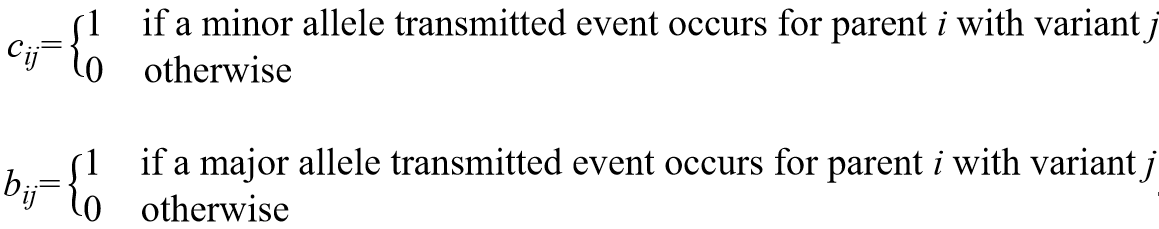 c_ij= { 1 if a minor allele transmitted event occurs for parent i with variant j
0 otherwise
b_ij= { 1 if a major allele transmitted event occurs for parent i with variant j
0 otherwise